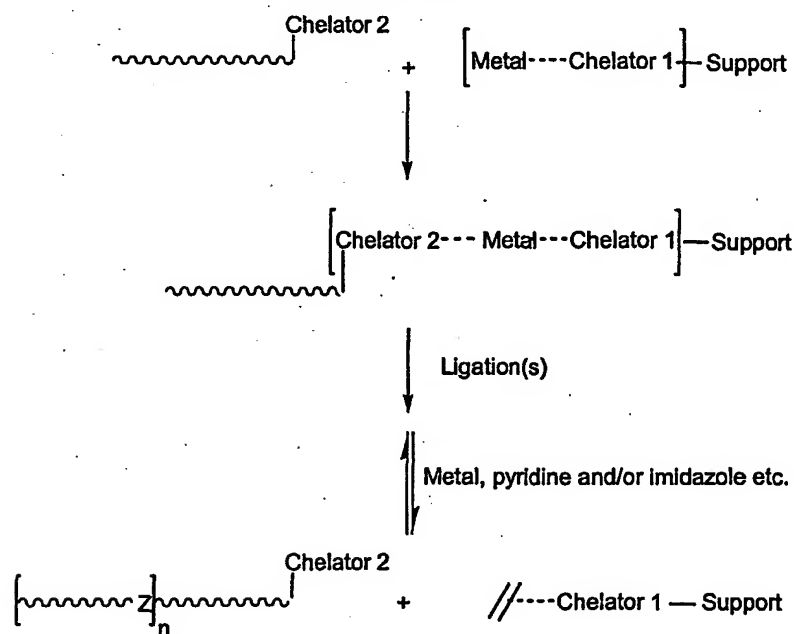 Chelator 2
+ [Metal----Chelator 1]—Support
[Chelator 2--- Metal---Chelator 1]—Support
Ligation(s)
Metal, pyridine and/or imidazole etc.
Chelator 2
[ Z]n + //----Chelator 1 — Support